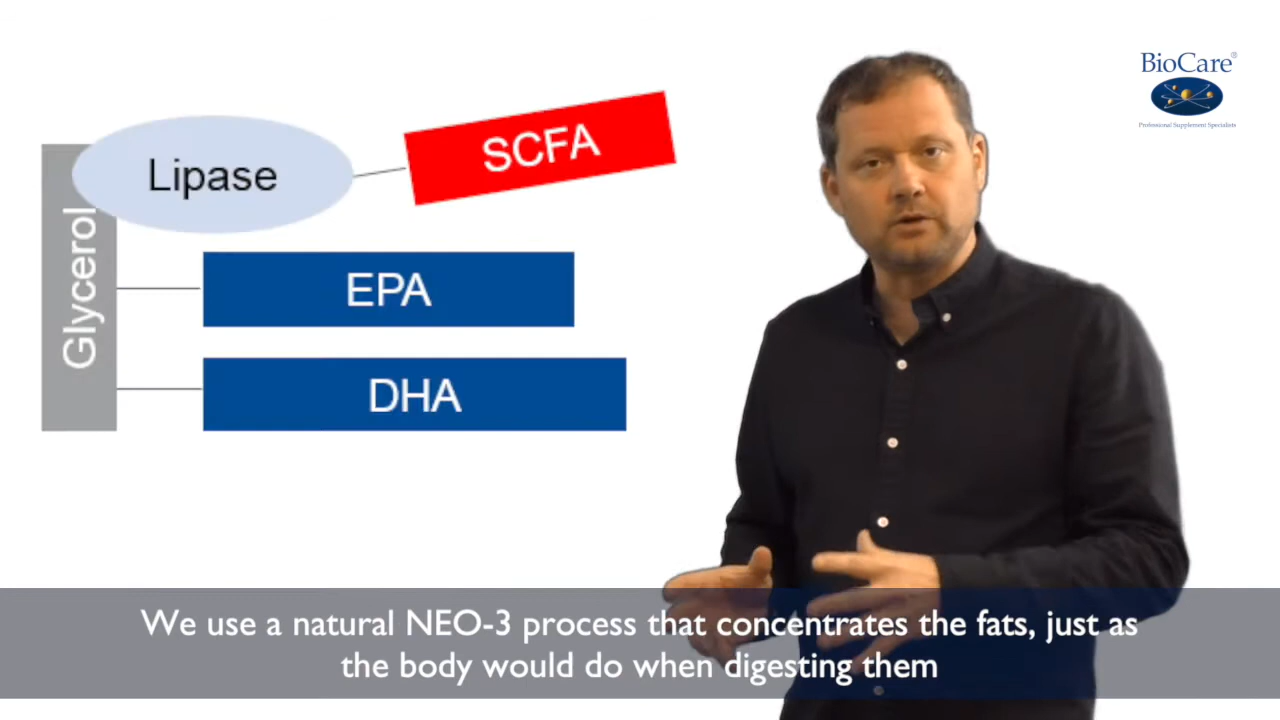 BioCare®
Professional Supplement Specialists
Lipase
SCFA
Glycerol
EPA
DHA
We use a natural NEO-3 process that concentrates the fats, just as
the body would do when digesting them